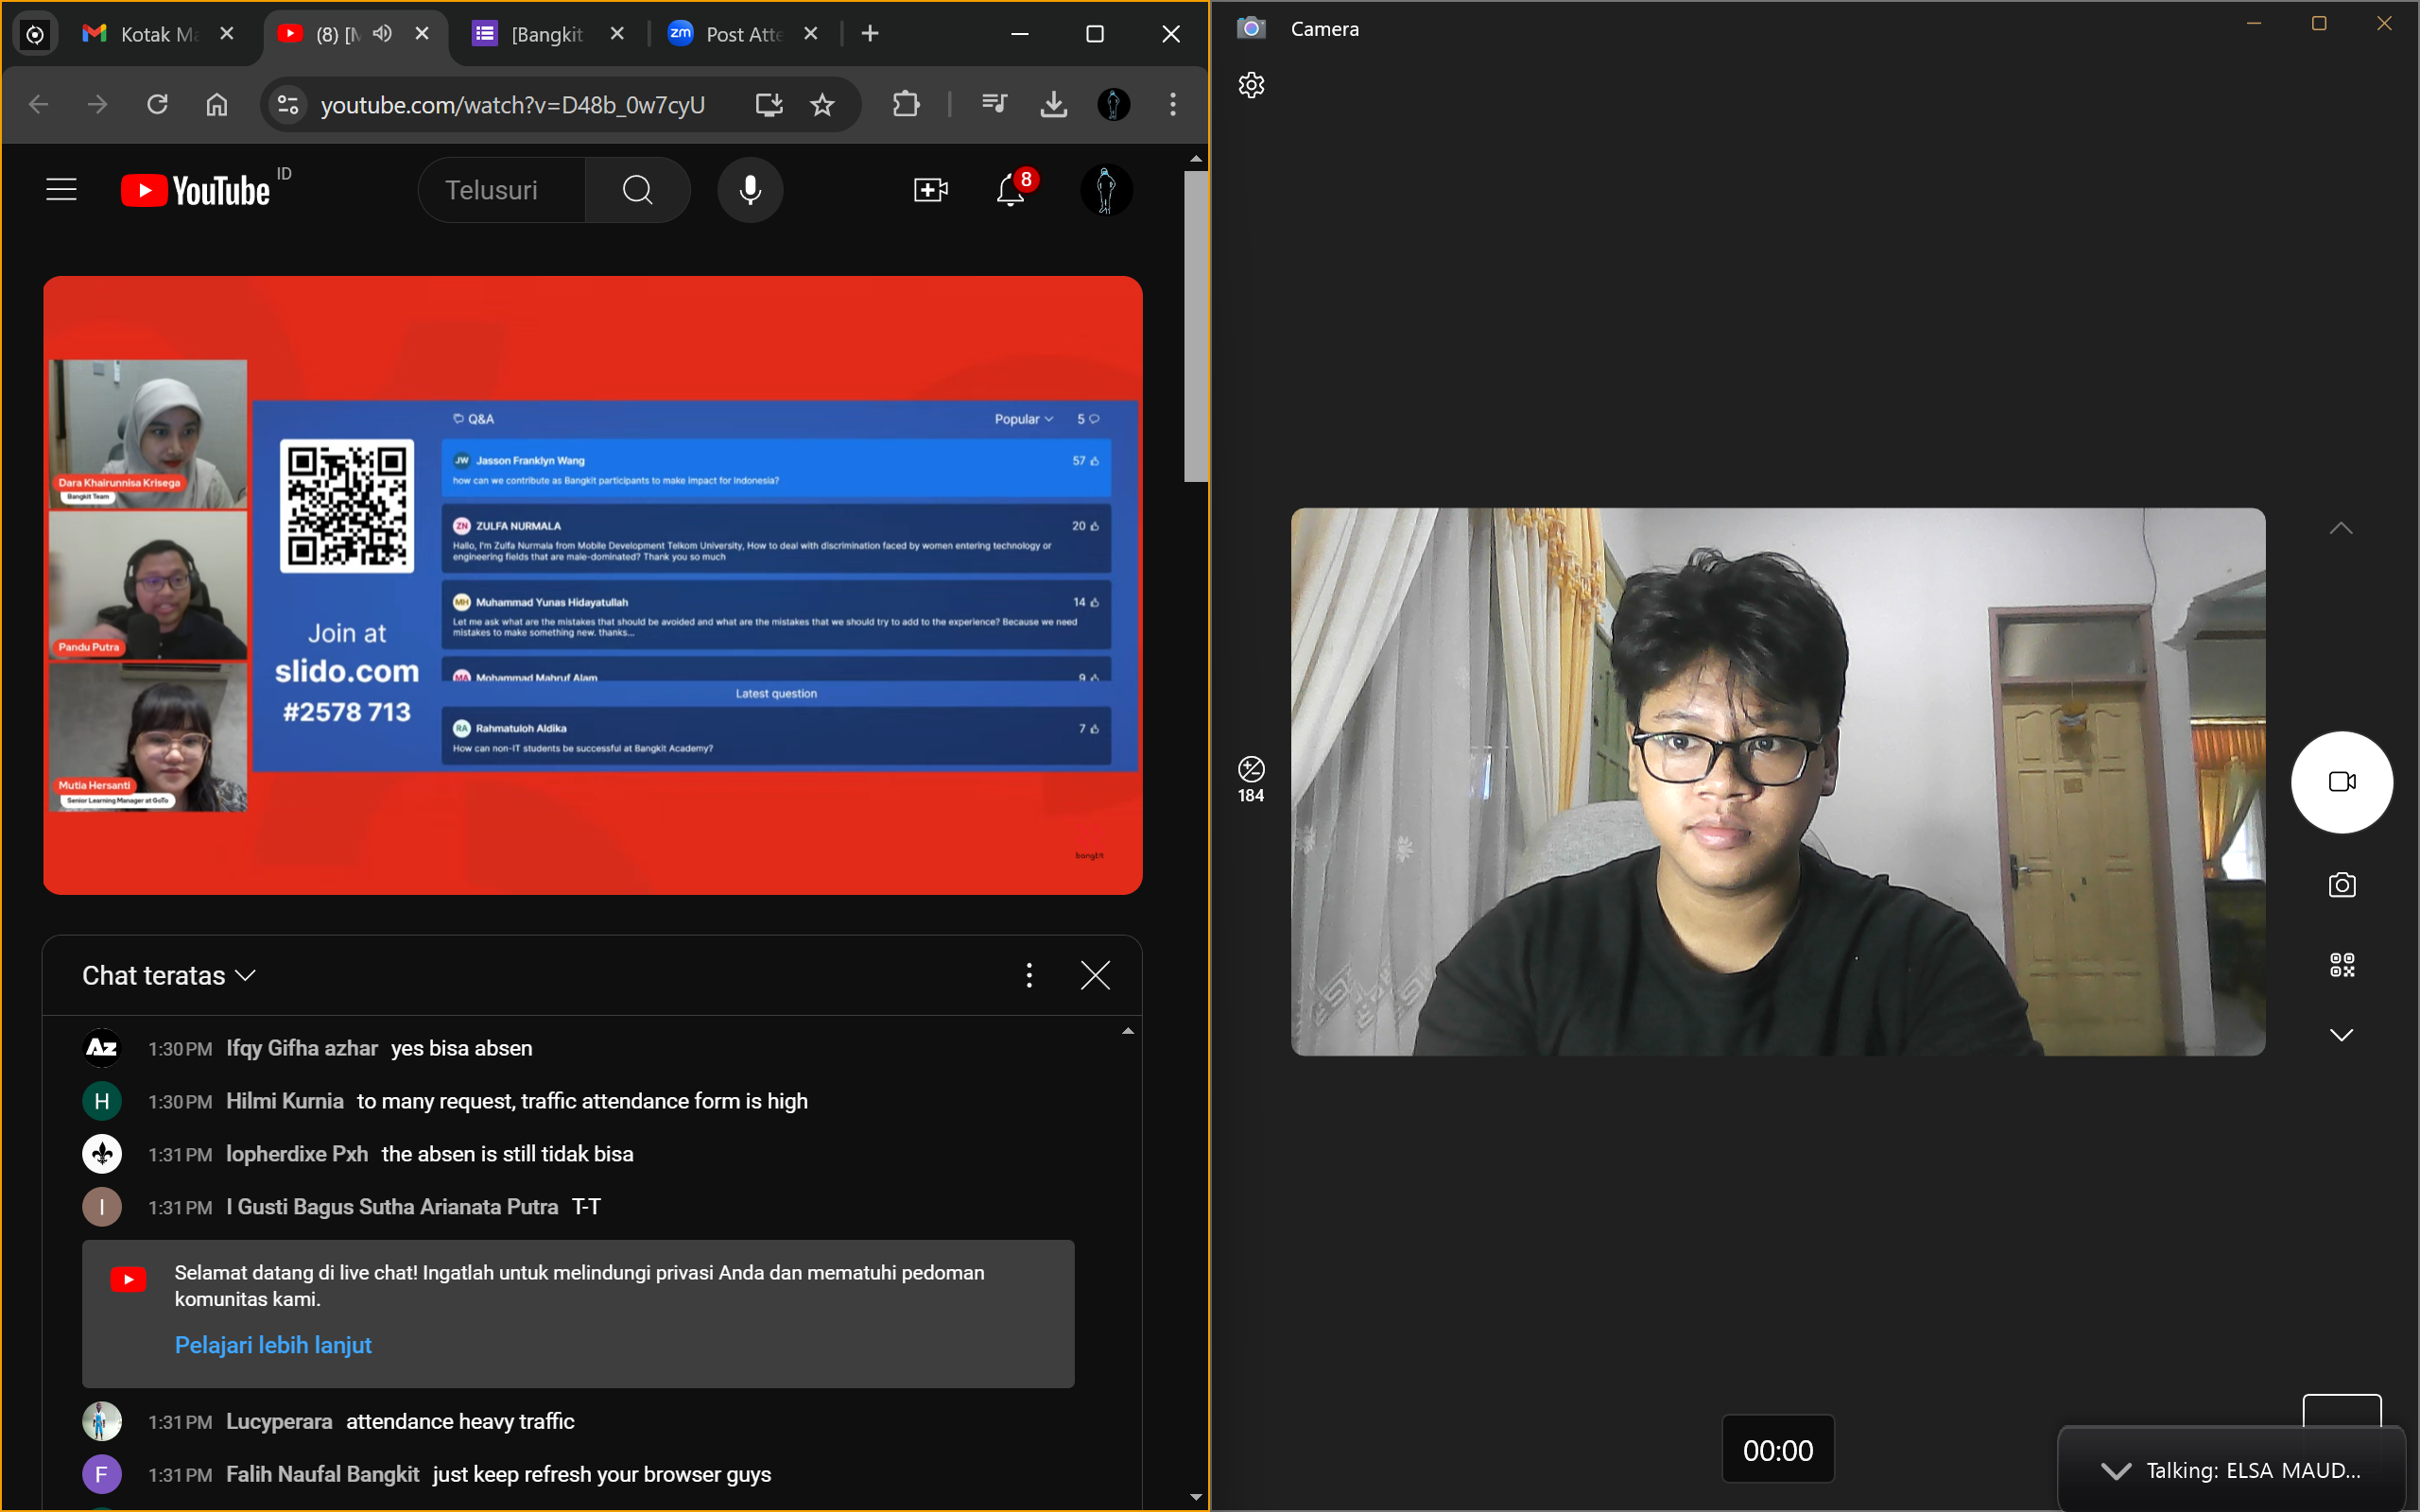 Kotak Ma
(8) [M
[Bangkit
zm
Post Atte
youtube.com/watch?v=D48b_0w7cyU
YouTube
ID
Telusuri
8
Q&A
Popular
5
JW
Jasson Franklyn Wang
57
how can we contribute as Bangkit participants to make impact for Indonesia?
ZN
ZULFA NURMALA
20
Hallo, I'm Zulfa Nurmala from Mobile Development Telkom University, How to deal with discrimination faced by women entering technology or
engineering fields that are male-dominated? Thank you so much
MH
Muhammad Yunas Hidayatullah
14
Let me ask what are the mistakes that should be avoided and what are the mistakes that we should try to add to the experience? Because we need
mistakes to make something new. thanks...
MA
Mohammad Mahruf Alam
9
Latest question
RA
Rahmatuloh Aldika
7
How can non-IT students be successful at Bangkit Academy?
Join at
slido.com
#2578 713
Dara Khairunnisa Krisega
Bangkit Team
Pandu Putra
Mutia Hersanti
Senior Learning Manager at GoTo
bangkit
Chat teratas
Az
1:30 PM Ifqy Gifha azhar yes bisa absen
H
1:30 PM Hilmi Kurnia to many request, traffic attendance form is high
1:31 PM lopherdixe Pxh the absen is still tidak bisa
I
1:31 PM I Gusti Bagus Sutha Arianata Putra T-T
Selamat datang di live chat! Ingatlah untuk melindungi privasi Anda dan mematuhi pedoman
komunitas kami.
Pelajari lebih lanjut
1:31 PM Lucyperara attendance heavy traffic
F
1:31 PM Falih Naufal Bangkit just keep refresh your browser guys
Camera
184
00:00
Talking: ELSA MAUD...